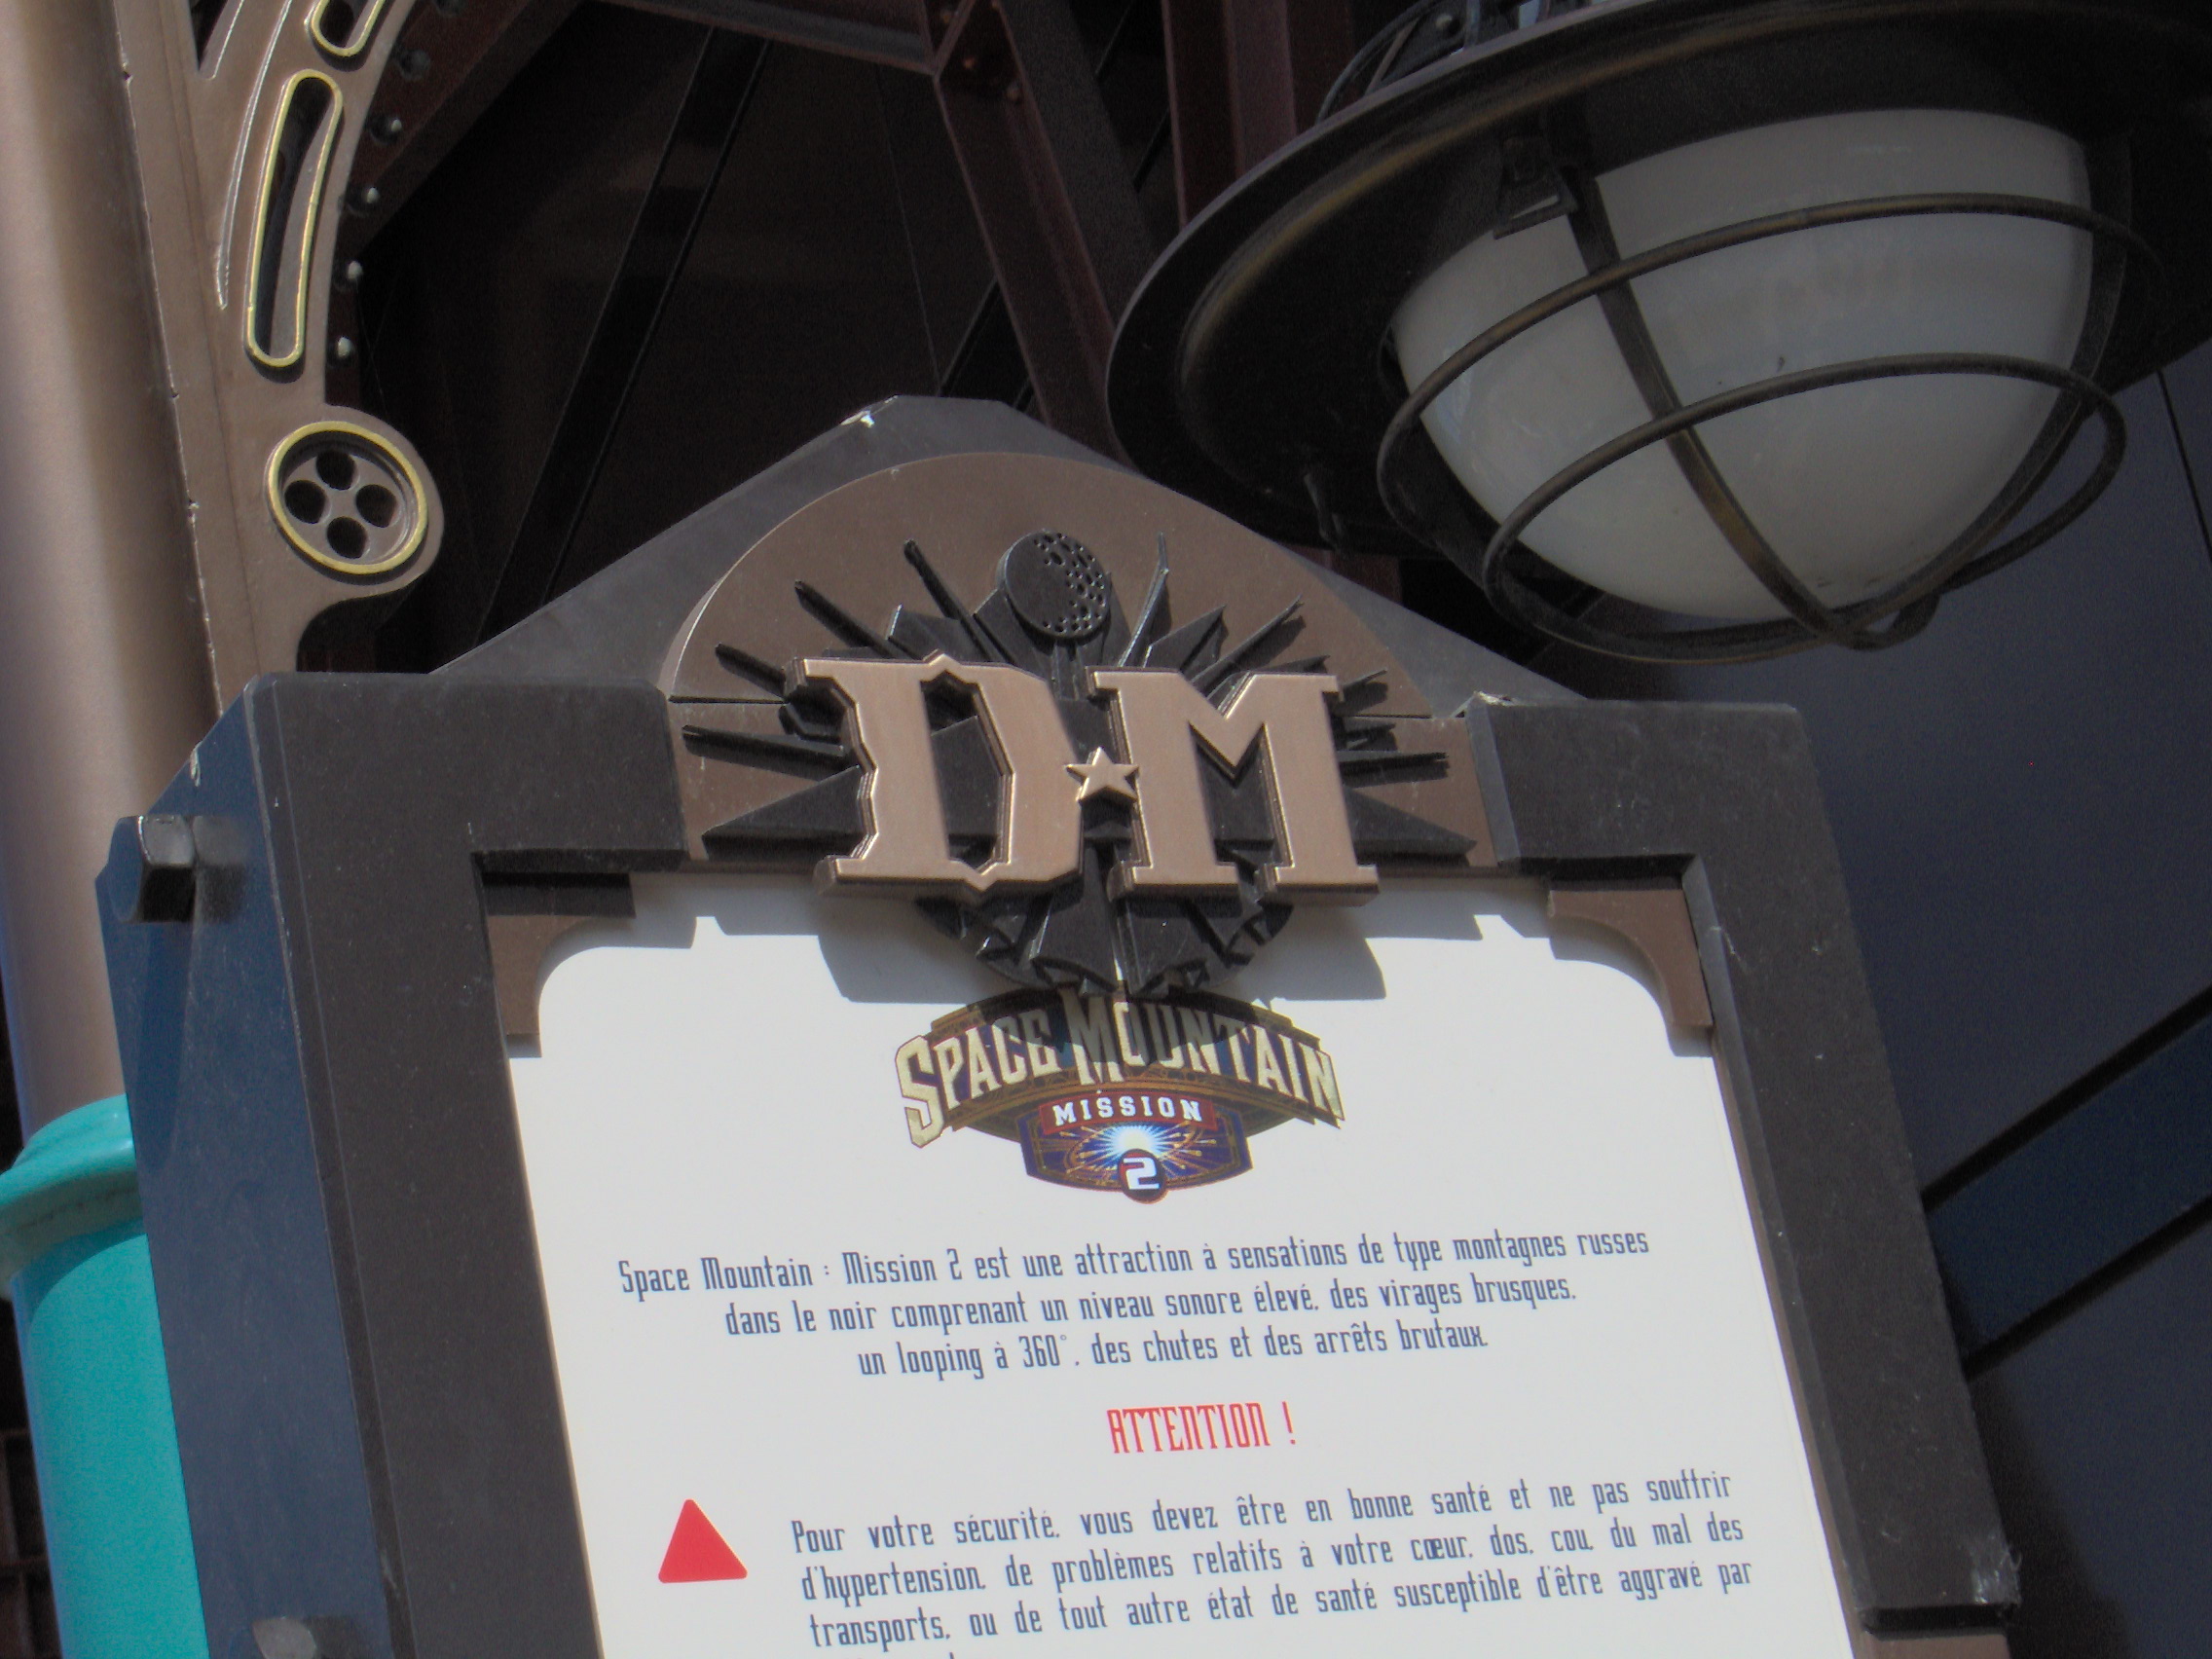 D★M
SPACE MOUNTAIN
MISSION
2
Space Mountain : Mission 2 est une attraction à sensations de type montagnes russes
dans le noir comprenant un niveau sonore élevé, des virages brusques,
un looping à 360°, des chutes et des arrêts brutaux.
ATTENTION !
Pour votre sécurité, vous devez être en bonne santé et ne pas souffrir
d'hypertension, de problèmes relatifs à votre cœur, dos, cou, du mal des
transports, ou de tout autre état de santé susceptible d'être aggravé par